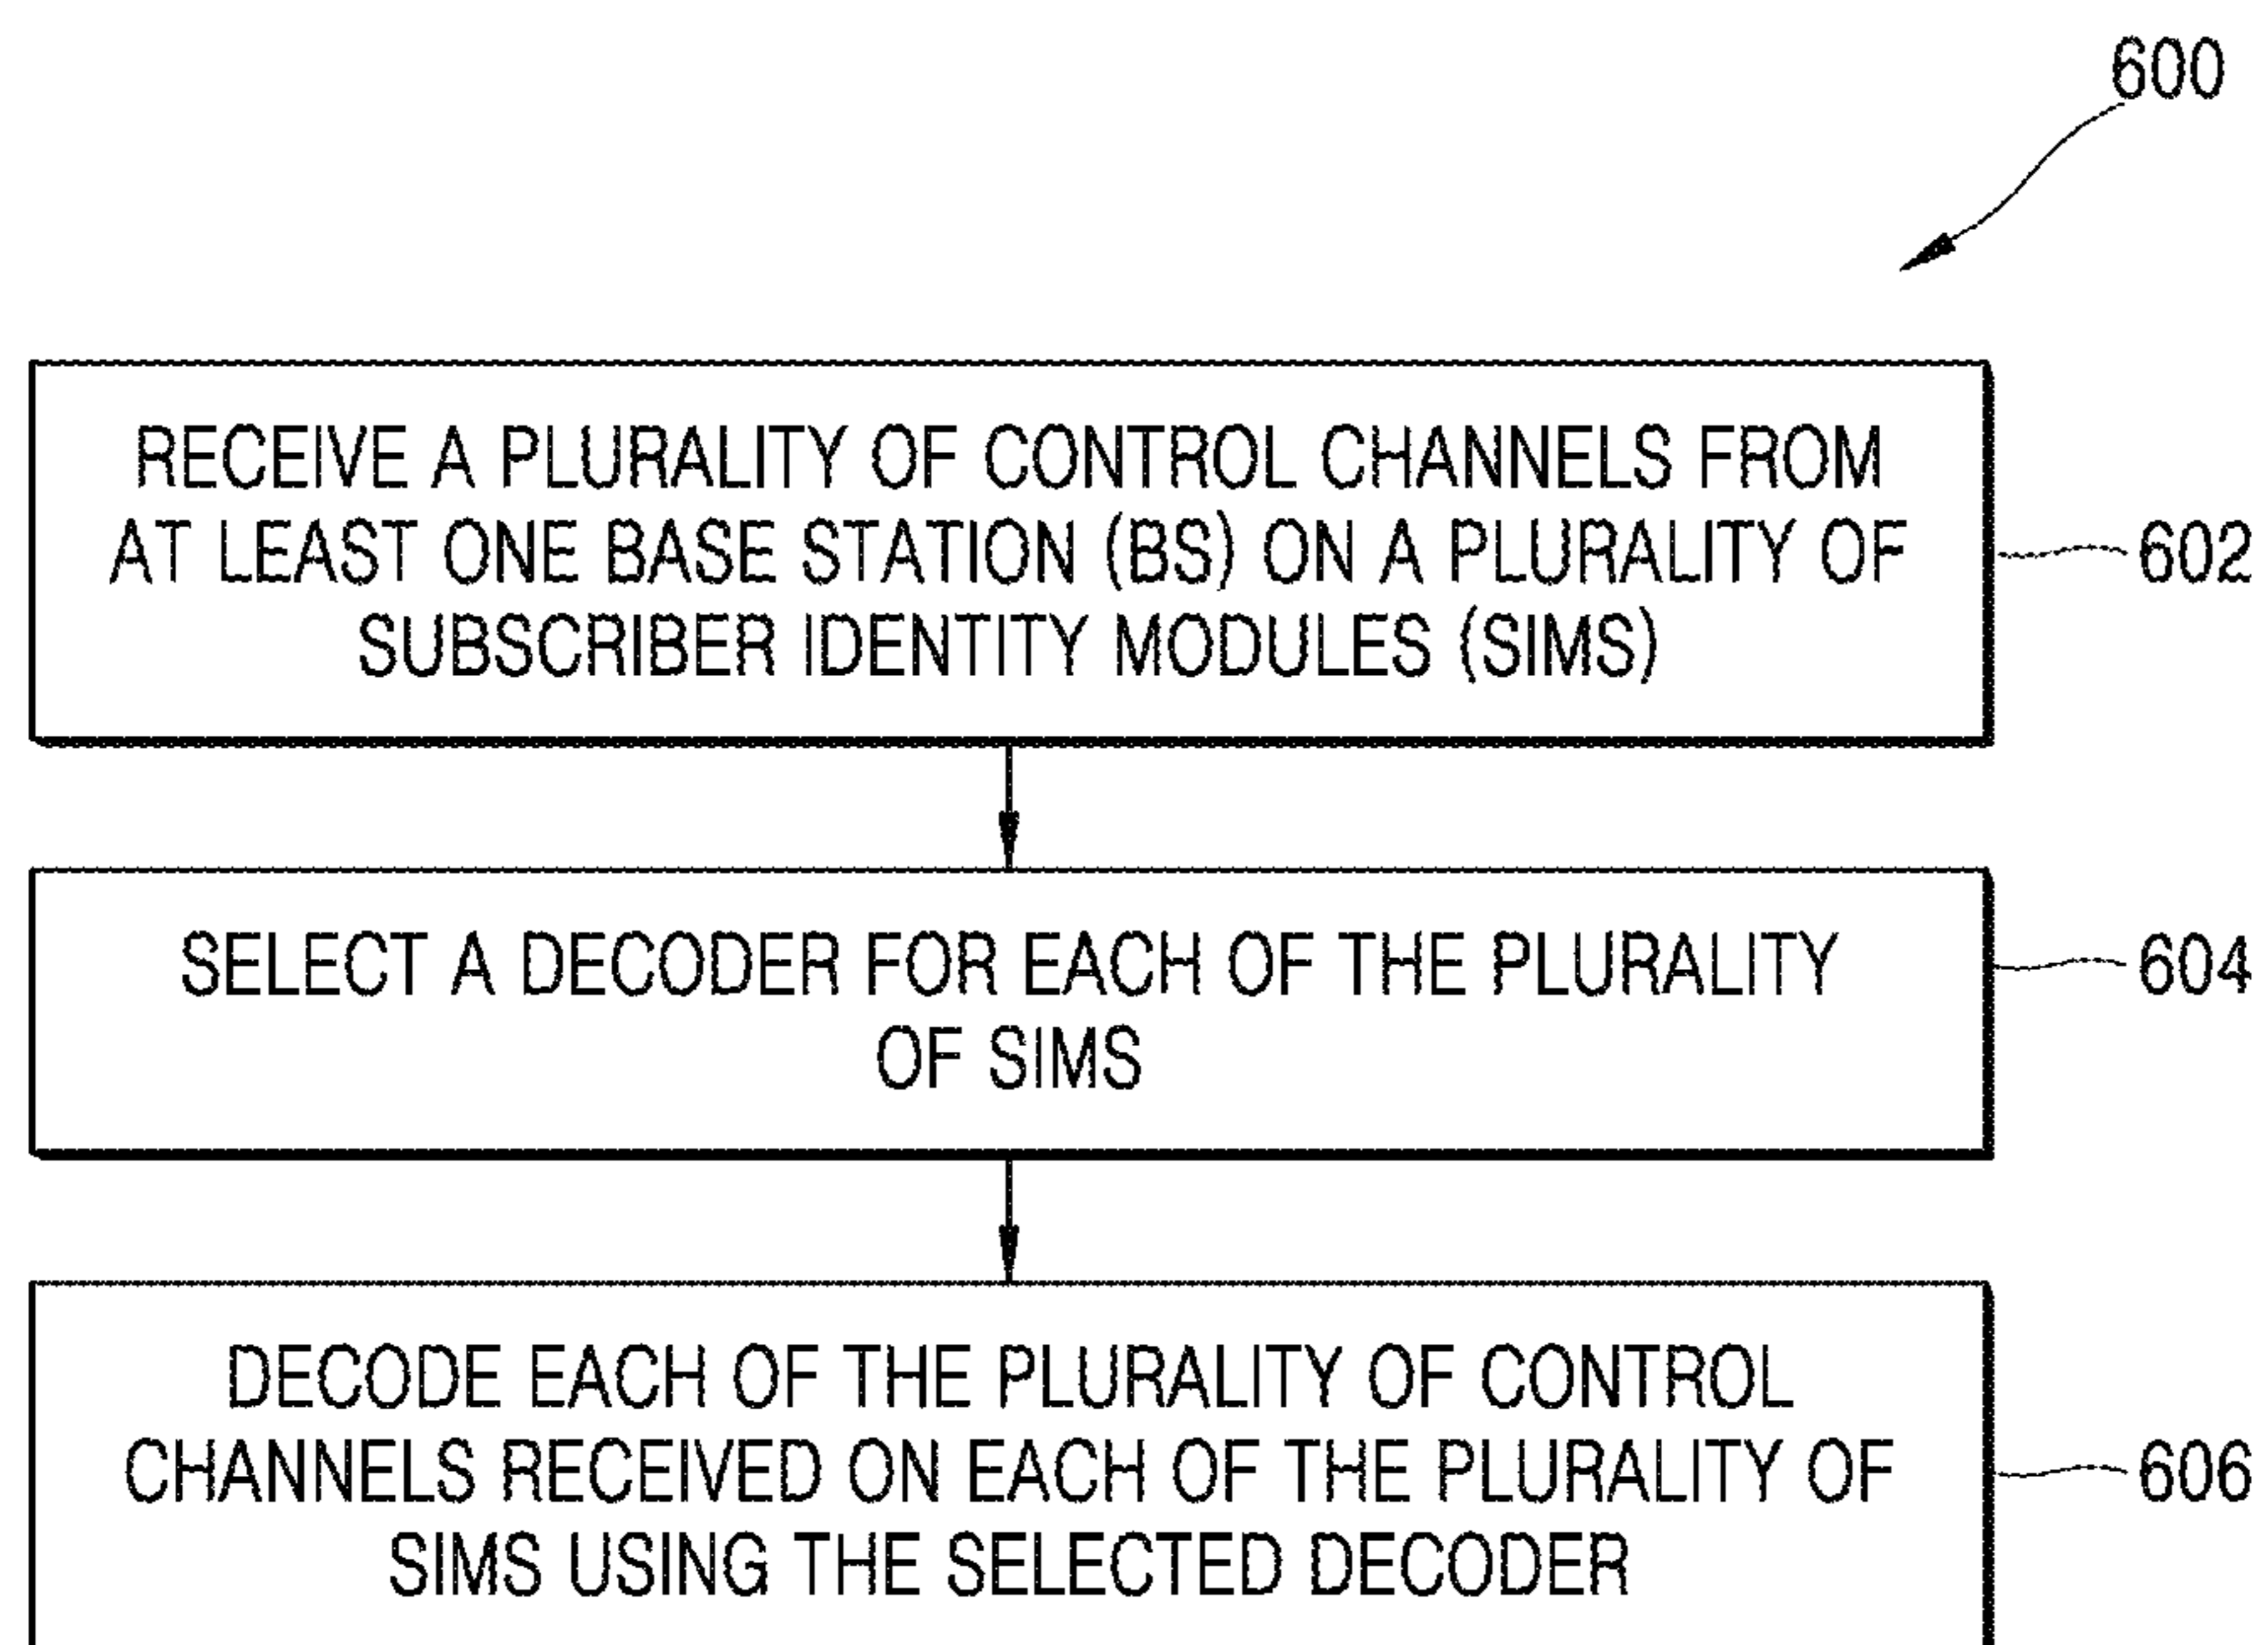 600
RECEIVE A PLURALITY OF CONTROL CHANNELS FROM
AT LEAST ONE BASE STATION (BS) ON A PLURALITY OF
SUBSCRIBER IDENTITY MODULES (SIMS)
602
SELECT A DECODER FOR EACH OF THE PLURALITY
OF SIMS
604
DECODE EACH OF THE PLURALITY OF CONTROL
CHANNELS RECEIVED ON EACH OF THE PLURALITY OF
SIMS USING THE SELECTED DECODER
606